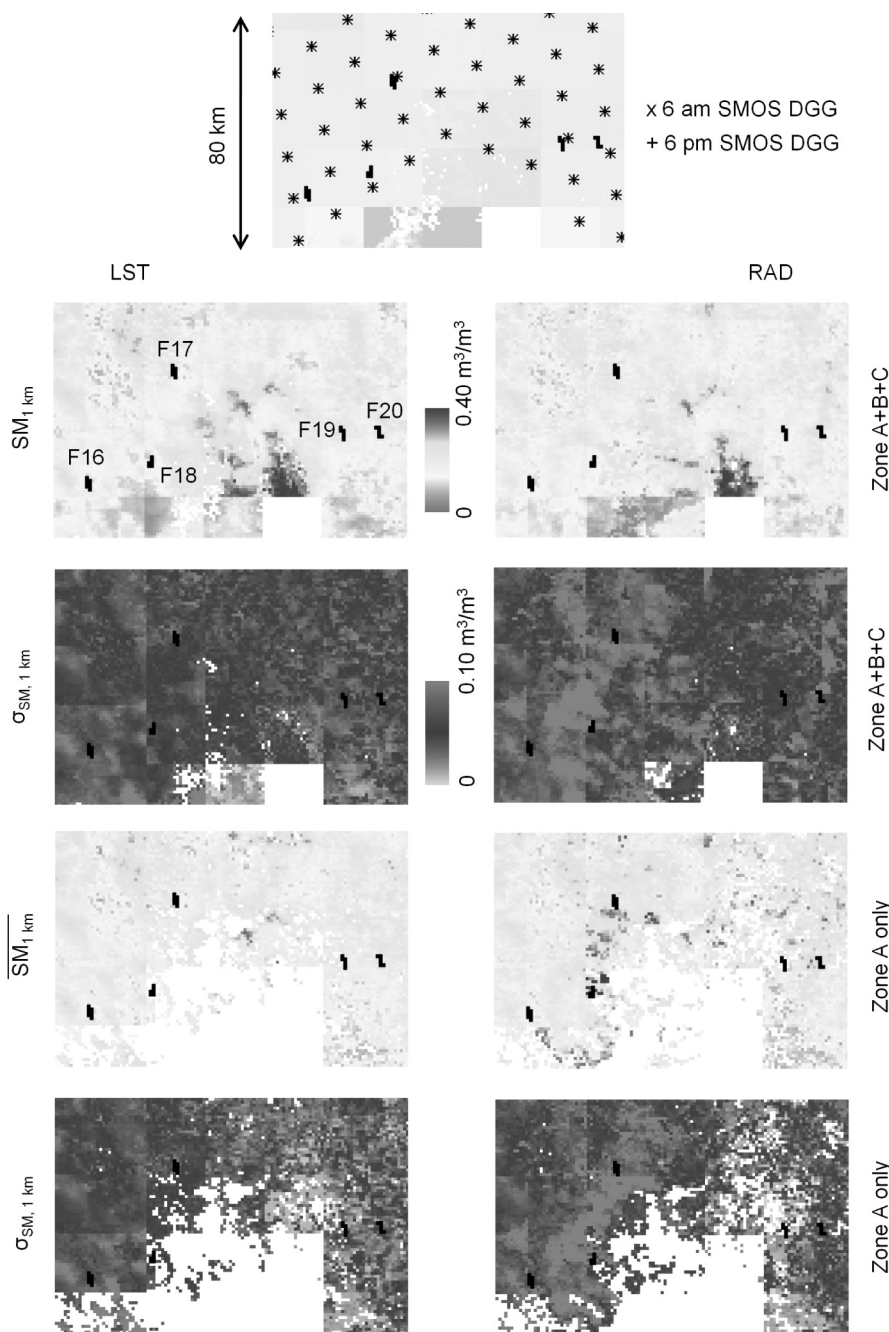 80 km
x 6 am SMOS DGG
+ 6 pm SMOS DGG
LST
RAD
SM1 km
F17
F19
F20
F16
F18
0.40 m³/m³
0
Zone A+B+C
σSM, 1 km
0.10 m³/m³
0
Zone A+B+C
SM1 km
Zone A only
σSM, 1 km
Zone A only